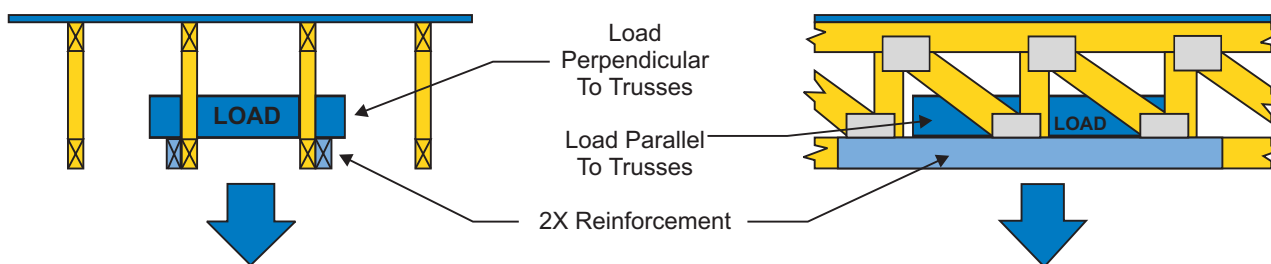 Load
Perpendicular
To Trusses
LOAD
Load Parallel
To Trusses
LOAD
2X Reinforcement